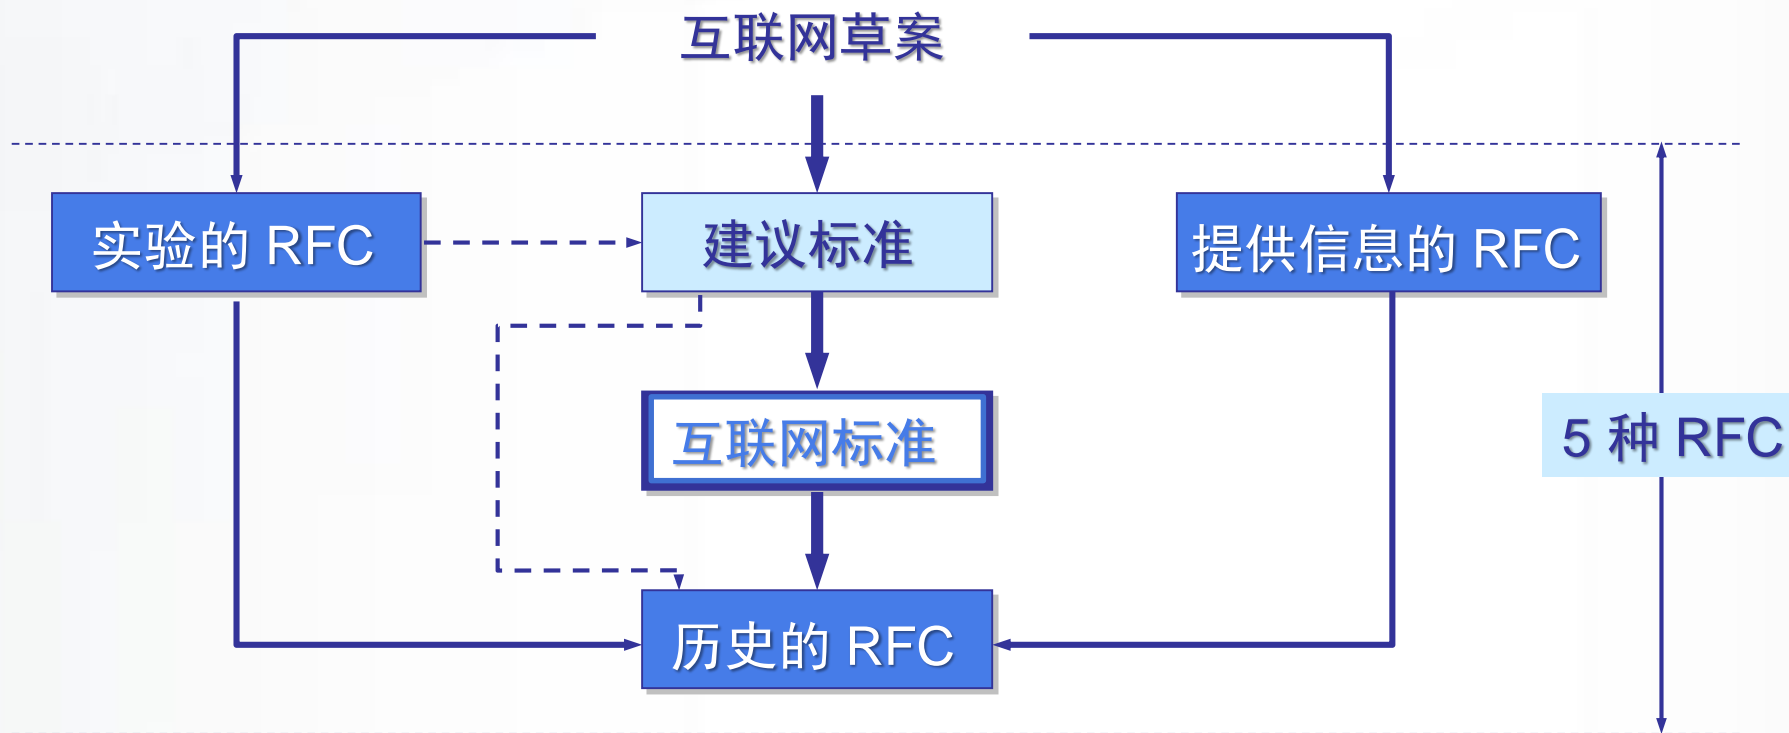 互联网草案
实验的 RFC
建议标准
提供信息的 RFC
互联网标准
5 种 RFC
历史的 RFC